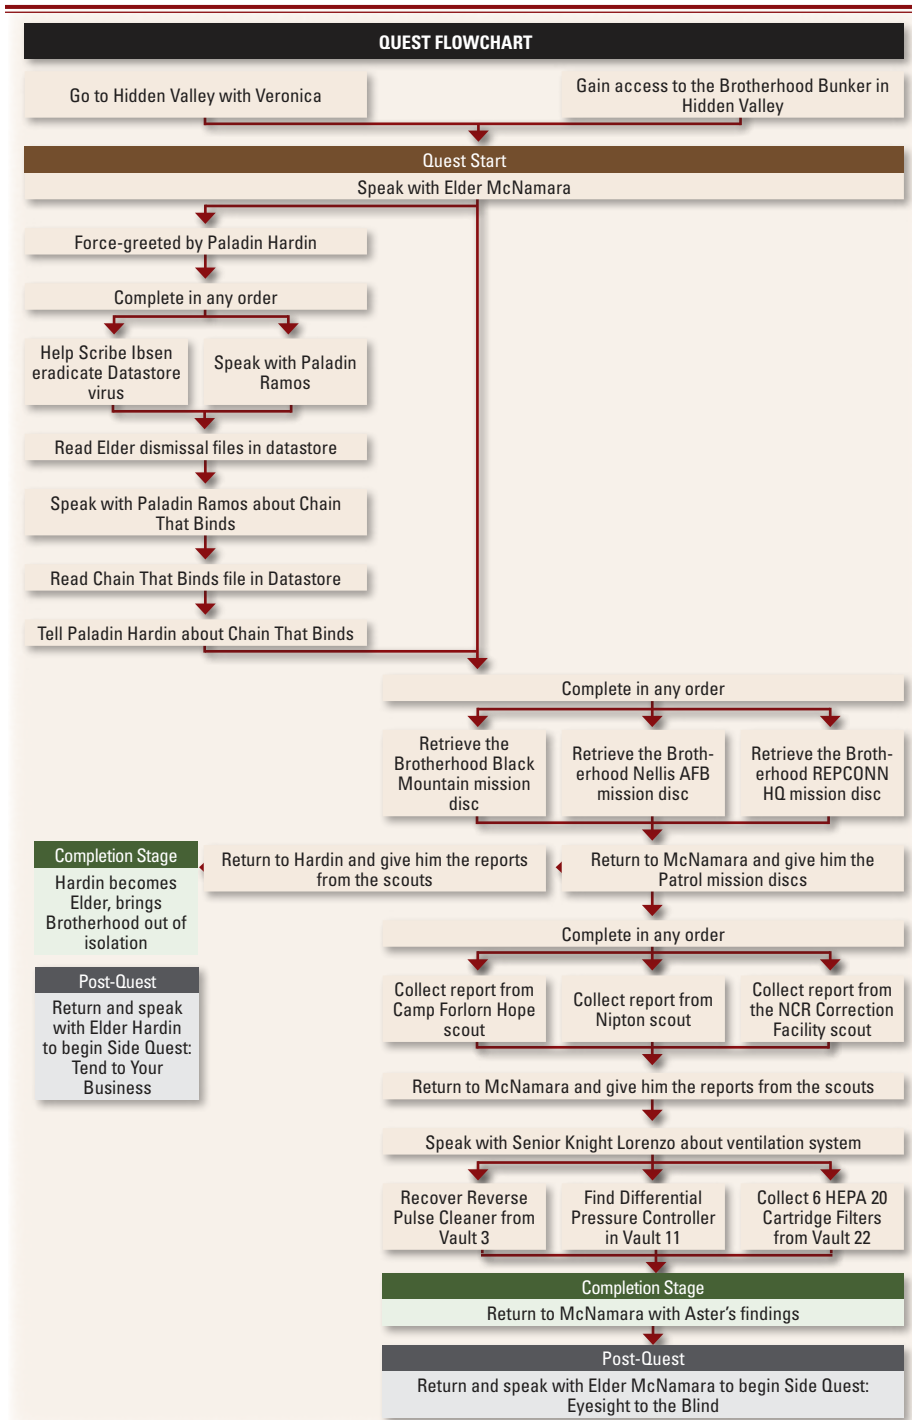 QUEST FLOWCHART
Go to Hidden Valley with Veronica
Gain access to the Brotherhood Bunker in
Hidden Valley
Quest Start
Speak with Elder McNamara
Force-greeted by Paladin Hardin
Complete in any order
Help Scribe Ibsen
eradicate Datastore
virus
Speak with Paladin
Ramos
Read Elder dismissal files in datastore
Speak with Paladin Ramos about Chain
That Binds
Read Chain That Binds file in Datastore
Tell Paladin Hardin about Chain That Binds
Complete in any order
Retrieve the
Brotherhood Black
Mountain mission
disc
Retrieve the Broth-
erhood Nellis AFB
mission disc
Retrieve the Broth-
erhood REPCONN
HQ mission disc
Completion Stage
Hardin becomes
Elder, brings
Brotherhood out of
isolation
Return to Hardin and give him the reports
from the scouts
Return to McNamara and give him the
Patrol mission discs
Post-Quest
Return and speak
with Elder Hardin
to begin Side Quest:
Tend to Your
Business
Complete in any order
Collect report from
Camp Forlorn Hope
scout
Collect report from
Nipton scout
Collect report from
the NCR Correction
Facility scout
Return to McNamara and give him the reports from the scouts
Speak with Senior Knight Lorenzo about ventilation system
Recover Reverse
Pulse Cleaner from
Vault 3
Find Differential
Pressure Controller
in Vault 11
Collect 6 HEPA 20
Cartridge Filters
from Vault 22
Completion Stage
Return to McNamara with Aster's findings
Post-Quest
Return and speak with Elder McNamara to begin Side Quest:
Eyesight to the Blind